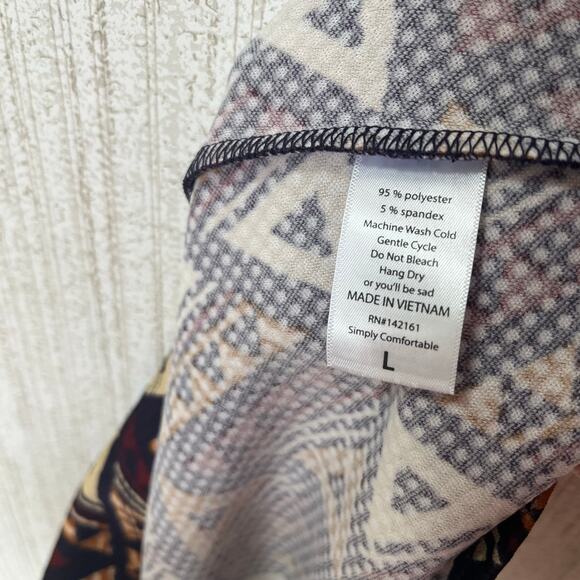 95 % polyester
5 % spandex
Machine Wash Cold
Gentle Cycle
Do Not Bleach
Hang Dry
or you'll be sad
MADE IN VIETNAM
RN#142161
Simply Comfortable
L